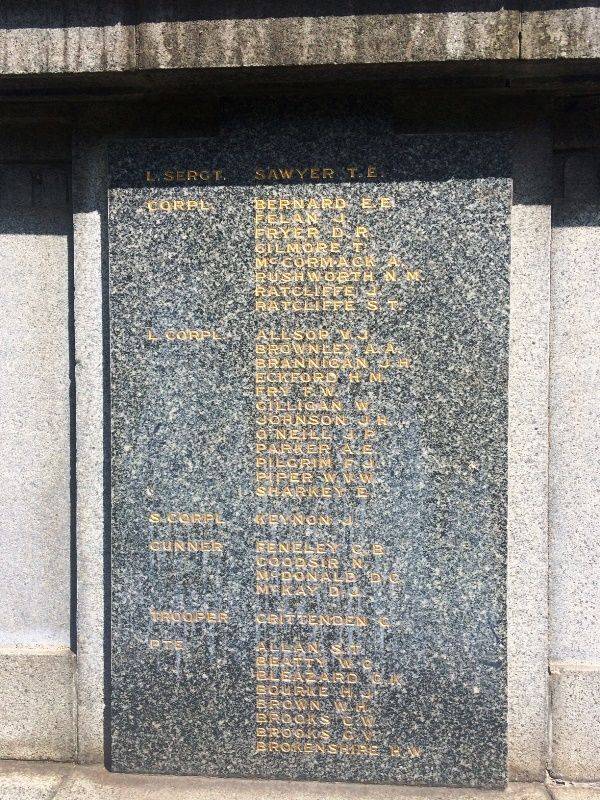 L. SERGT. SAWYER T.E.
CORPL. BERNARD E.E.
FELAN J.
FRYER D.R.
GILMORE T.
McCORMACK A.
RUSHWORTH N.M.
RATCLIFFE J.
RATCLIFFE S.T.
L. CORPL. ALLSOP V.J.
BROWNLEY A.A.
BRANNIGAN J.H.
ECKFORD H.M.
FRY F.W.
GILLIGAN W.
JOHNSON J.R.
O'NEILL J.P.
PARKER A.E.
PILGRIM F.J.
PIPER W.V.W.
SHARKEY E.
S. CORPL. KEYNON J.
GUNNER FENELEY C.B.
GOODSIR N.
McDONALD D.G.
McKAY D.J.
TROOPER CRITTENDEN G.
PTE. ALLAN S.T.
BEATTY W.G.
BLEAZARD C.K.
BOURKE H.J.
BROWN W.H.
BROOKS C.W.
BROOKS G.V.
BROKENSHIRE H.W.